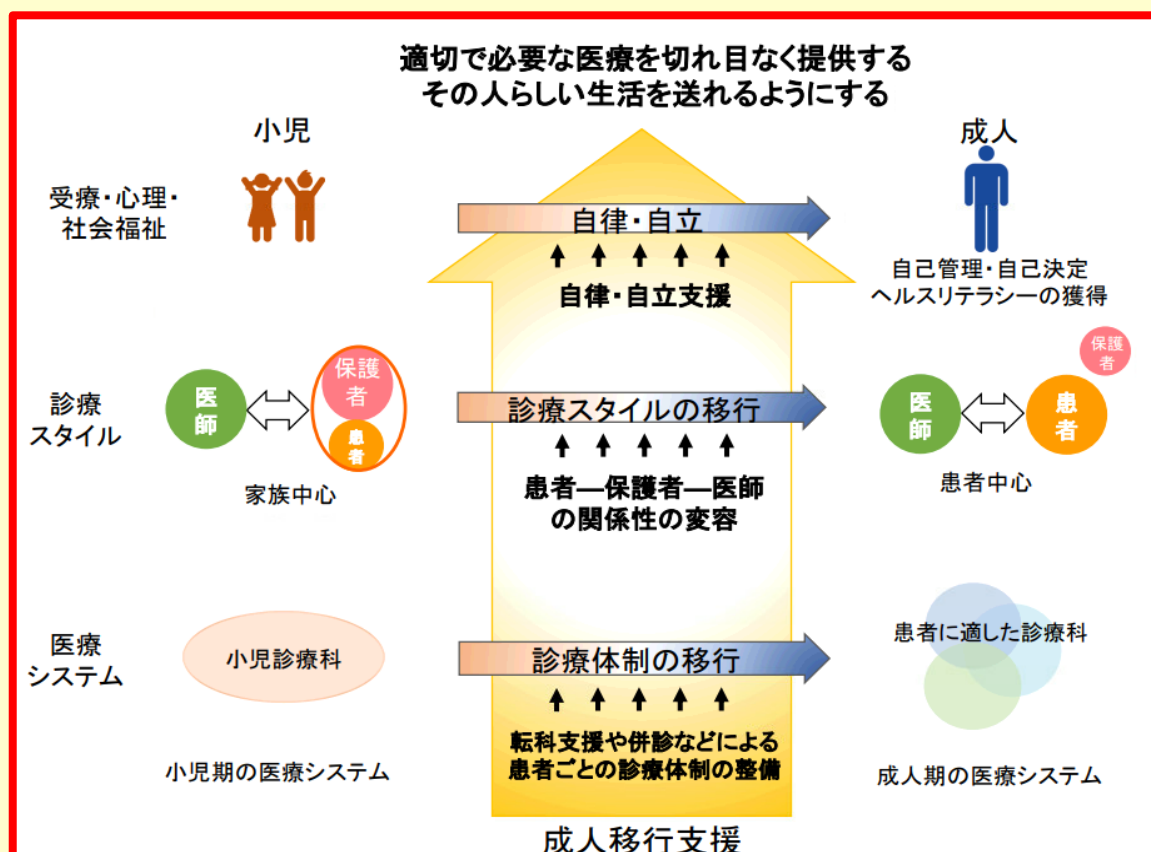 適切で必要な医療を切れ目なく提供する
その人らしい生活を送れるようにする
小児
成人
受療・心理・
社会福祉
自律・自立
自律・自立支援
自己管理・自己決定
ヘルスリテラシーの獲得
診療
スタイル
医師
保護者
患者
家族中心
診療スタイルの移行
患者―保護者―医師
の関係性の変容
医師
患者
保護者
患者中心
医療
システム
小児診療科
小児期の医療システム
診療体制の移行
転科支援や併診などによる
患者ごとの診療体制の整備
患者に適した診療科
成人期の医療システム
成人移行支援